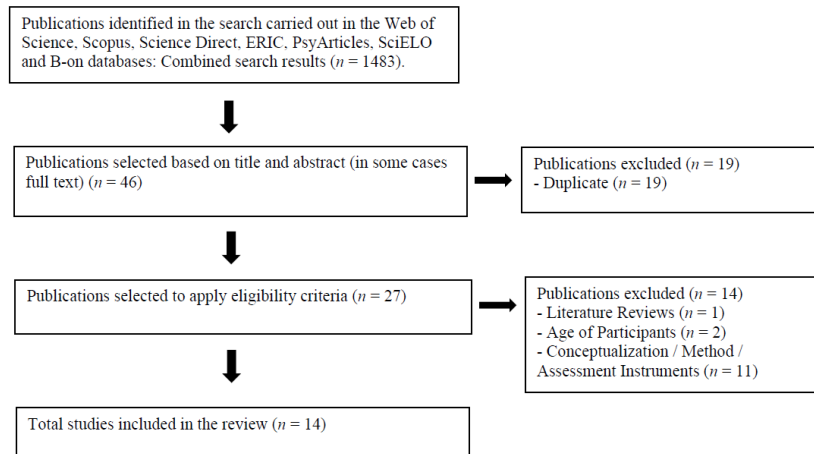 Publications identified in the search carried out in the Web of
Science, Scopus, Science Direct, ERIC, PsyArticles, SciELO
and B-on databases: Combined search results (n = 1483).
Publications selected based on title and abstract (in some cases
full text) (n = 46)
Publications excluded (n = 19)
- Duplicate (n = 19)
Publications selected to apply eligibility criteria (n = 27)
Publications excluded (n = 14)
- Literature Reviews (n = 1)
- Age of Participants (n = 2)
- Conceptualization / Method /
Assessment Instruments (n = 11)
Total studies included in the review (n = 14)